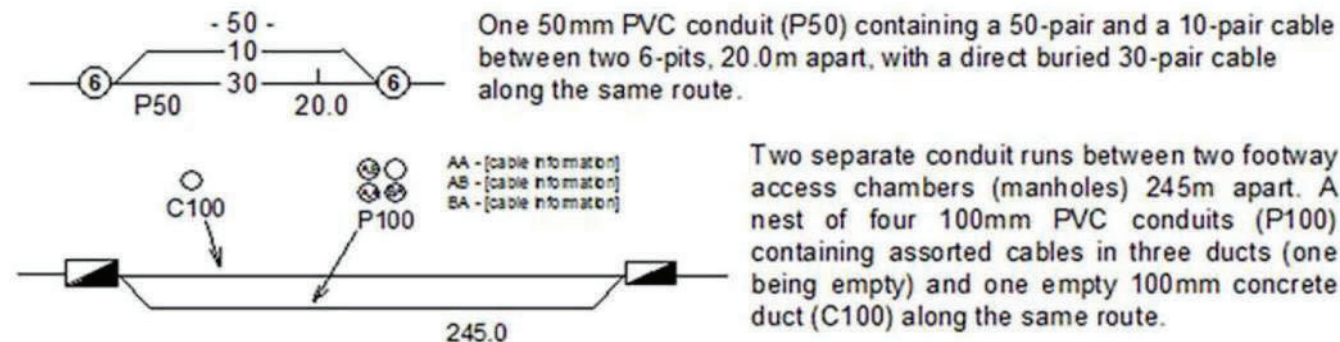 - 50 -
10
6 30 6
P50 20.0
One 50mm PVC conduit (P50) containing a 50-pair and a 10-pair cable
between two 6-pits, 20.0m apart, with a direct buried 30-pair cable
along the same route.
C100
AB
AA BA
P100
AA - [cable information]
AB - [cable information]
BA - [cable information]
245.0
Two separate conduit runs between two footway
access chambers (manholes) 245m apart. A
nest of four 100mm PVC conduits (P100)
containing assorted cables in three ducts (one
being empty) and one empty 100mm concrete
duct (C100) along the same route.